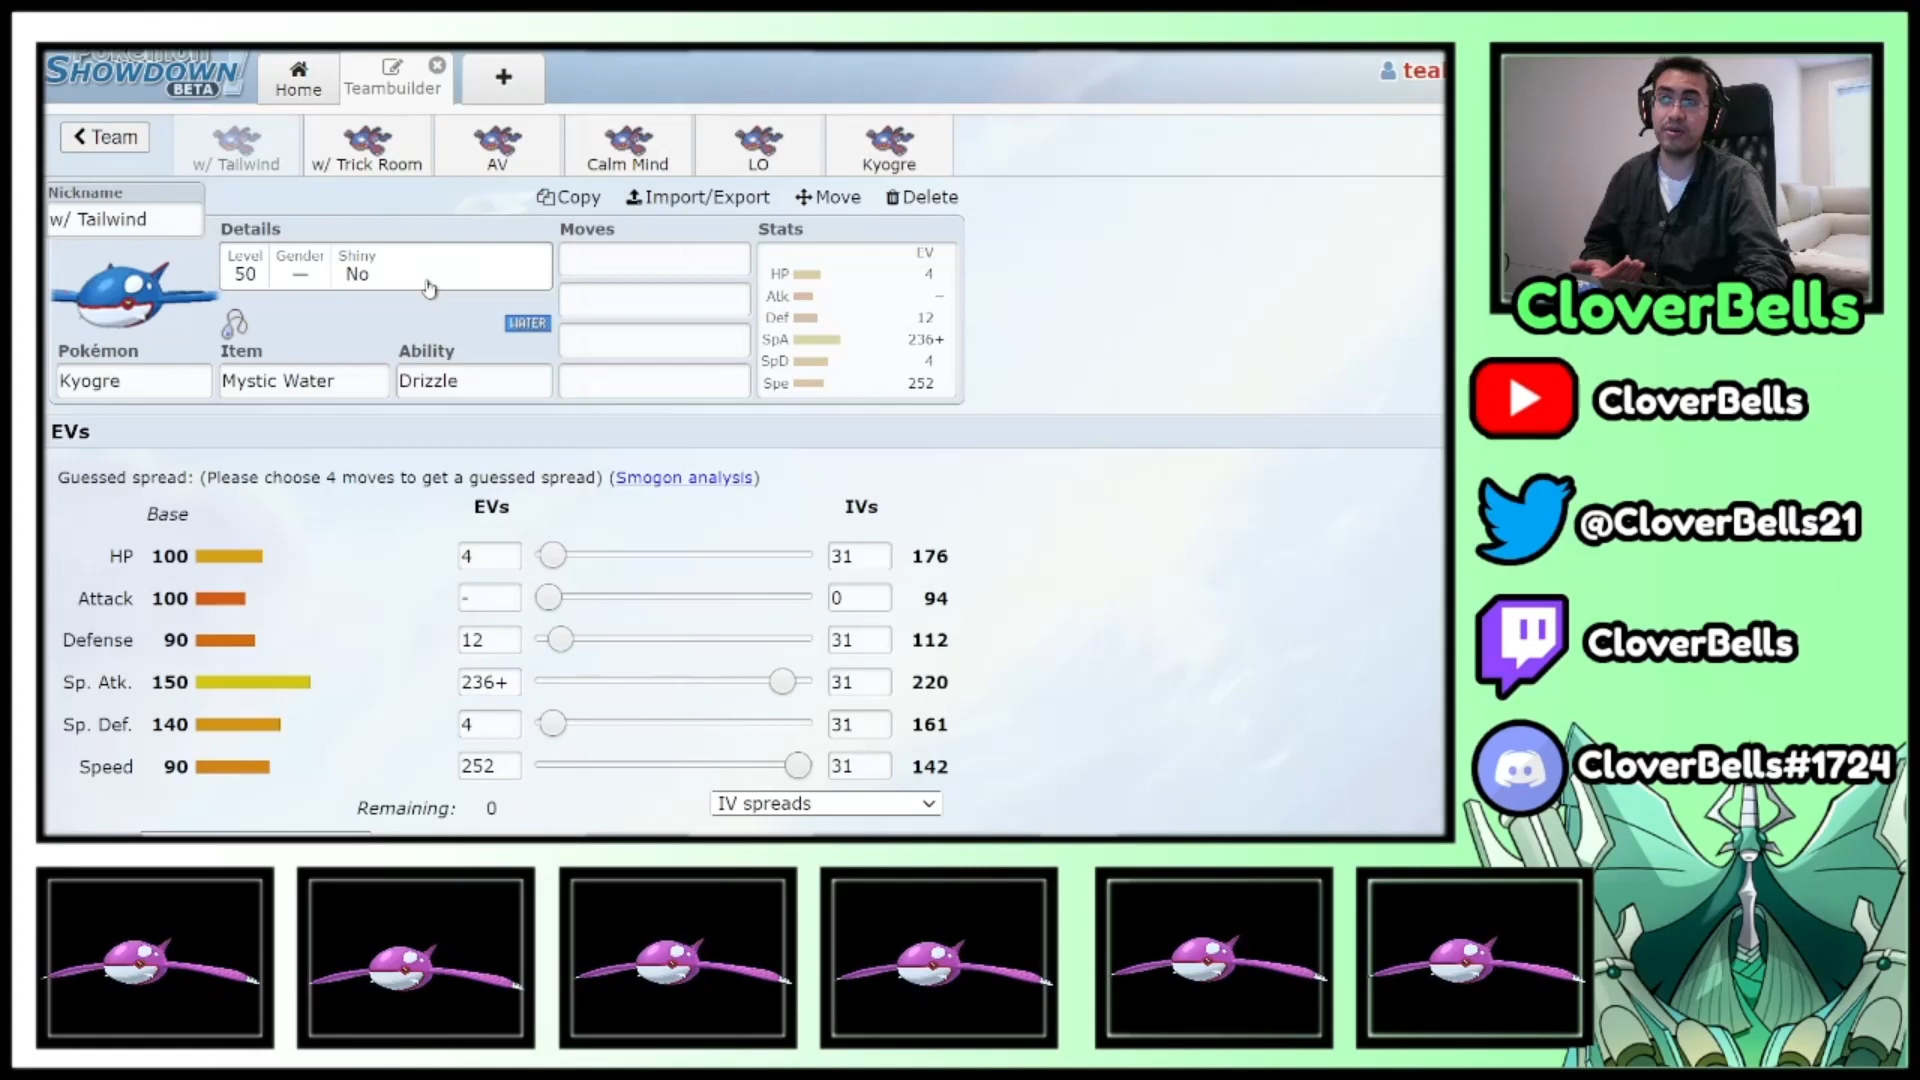 Pokémon
SHOWDOWN
BETA
Home
Teambuilder
+
tea
Team
w/ Tailwind
w/ Trick Room
AV
Calm Mind
LO
Kyogre
Nickname
w/ Tailwind
Copy
Import/Export
Move
Delete
Details
Moves
Stats
Level
Gender
Shiny
50
—
No
EV
HP 4
Atk –
Def 12
SpA 236+
SpD 4
Spe 252
WATER
Pokémon
Item
Ability
Kyogre
Mystic Water
Drizzle
EVs
Guessed spread: (Please choose 4 moves to get a guessed spread) (Smogon analysis)
Base
EVs
IVs
HP 100 4 31 176
Attack 100 - 0 94
Defense 90 12 31 112
Sp. Atk. 150 236+ 31 220
Sp. Def. 140 4 31 161
Speed 90 252 31 142
Remaining: 0
IV spreads
CloverBells
CloverBells
@CloverBells21
CloverBells
CloverBells#1724